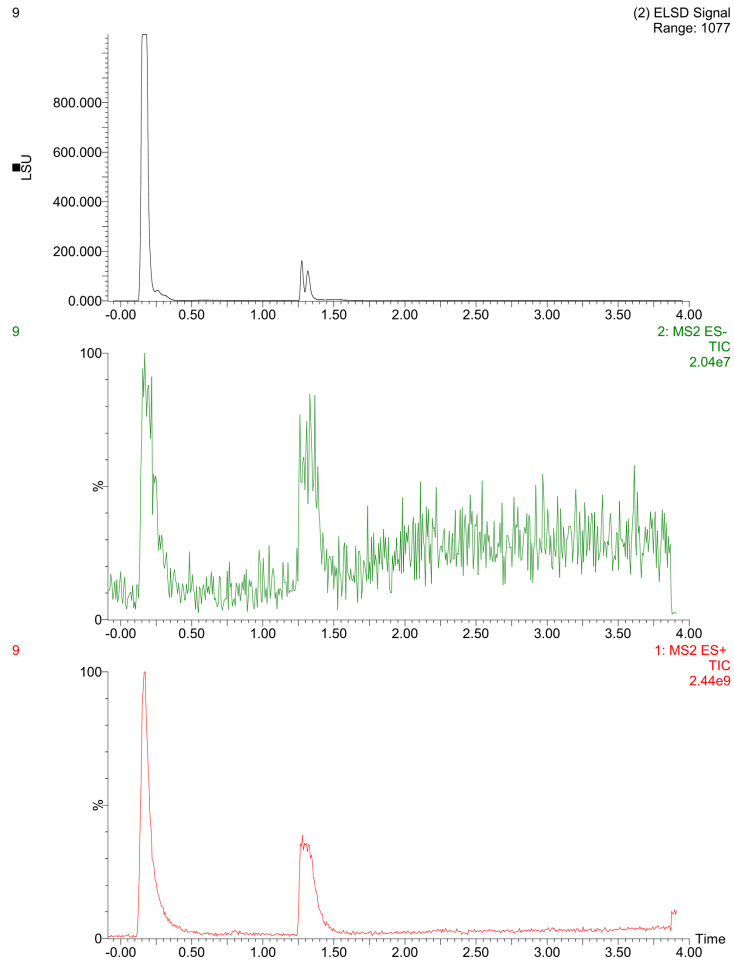 9
(2) ELSD Signal
Range: 1077
LSU
800.000
600.000
400.000
200.000
0.000
-0.00 0.50 1.00 1.50 2.00 2.50 3.00 3.50 4.00
9
2: MS2 ES-
TIC
2.04e7
100
%
0
-0.00 0.50 1.00 1.50 2.00 2.50 3.00 3.50 4.00
9
1: MS2 ES+
TIC
2.44e9
100
%
0
Time
-0.00 0.50 1.00 1.50 2.00 2.50 3.00 3.50 4.00